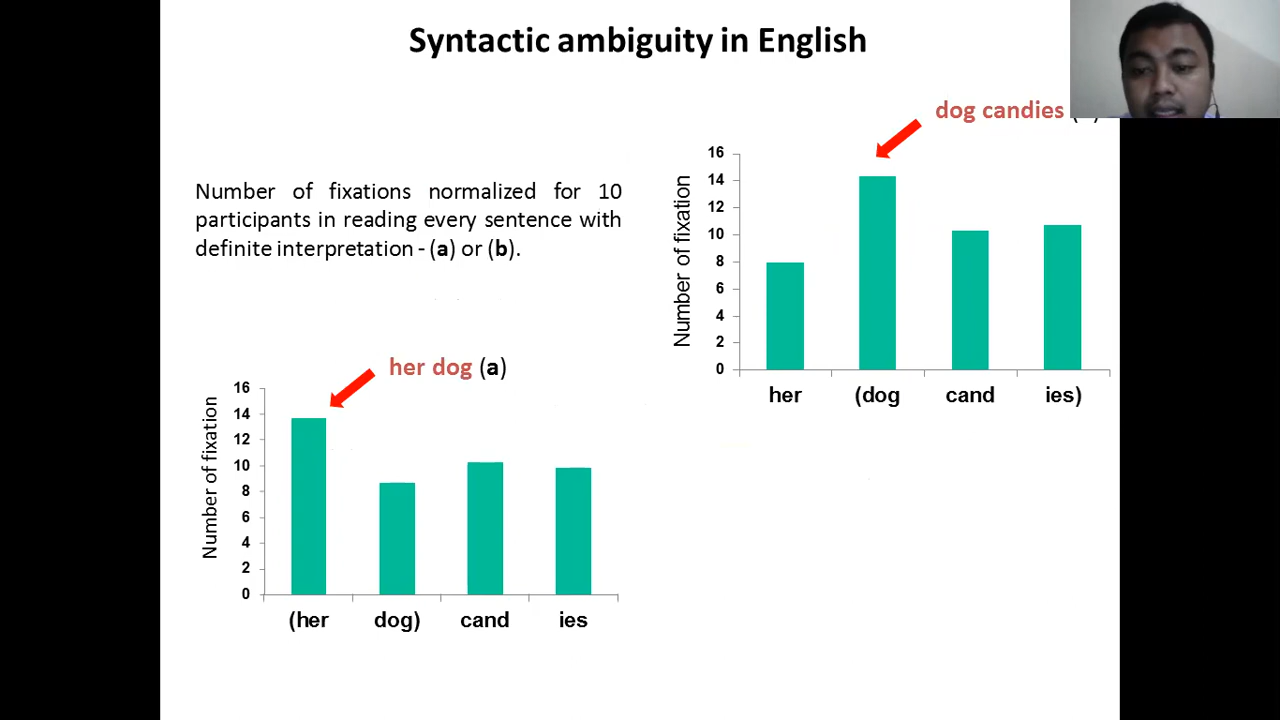 Syntactic ambiguity in English
dog candies
Number of fixations normalized for 10
participants in reading every sentence with
definite interpretation - (a) or (b).
Number of fixation
16
14
12
10
8
6
4
2
0
her (dog cand ies)
her dog (a)
Number of fixation
16
14
12
10
8
6
4
2
0
(her dog) cand ies